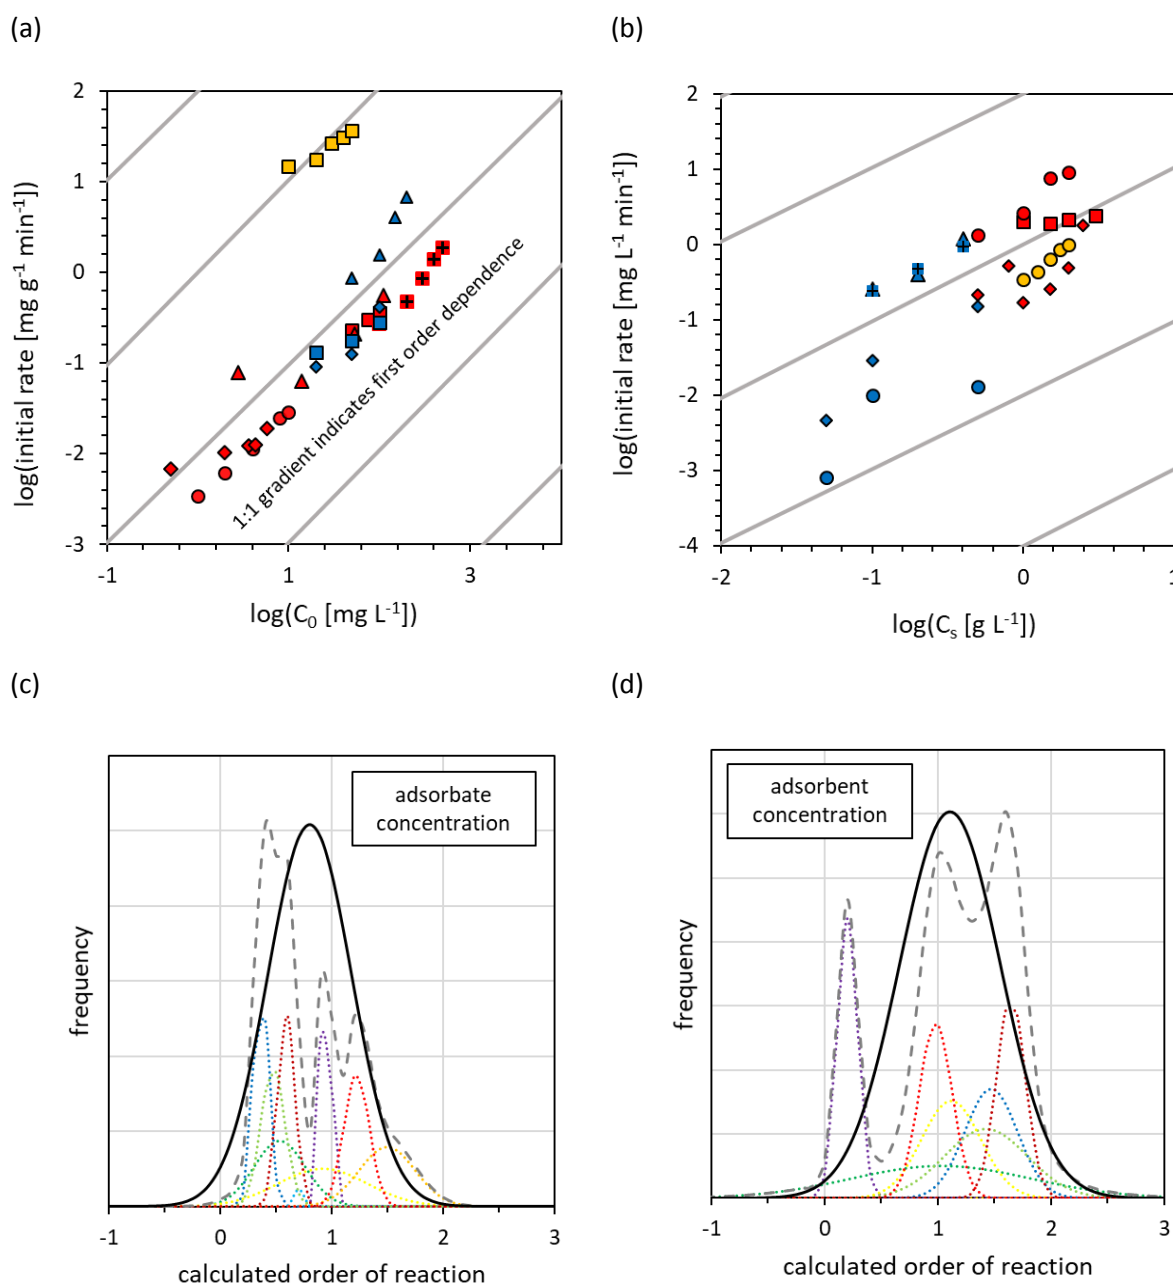 (a)
log(initial rate [mg g⁻¹ min⁻¹])
2
1
0
-1
-2
-3
-1
1
3
log(C₀ [mg L⁻¹])
1:1 gradient indicates first order dependence
(b)
log(initial rate [mg L⁻¹ min⁻¹])
2
1
0
-1
-2
-3
-4
-2
-1
0
1
log(Cₛ [g L⁻¹])
(c)
adsorbate
concentration
frequency
-1
0
1
2
3
calculated order of reaction
(d)
adsorbent
concentration
frequency
-1
0
1
2
3
calculated order of reaction